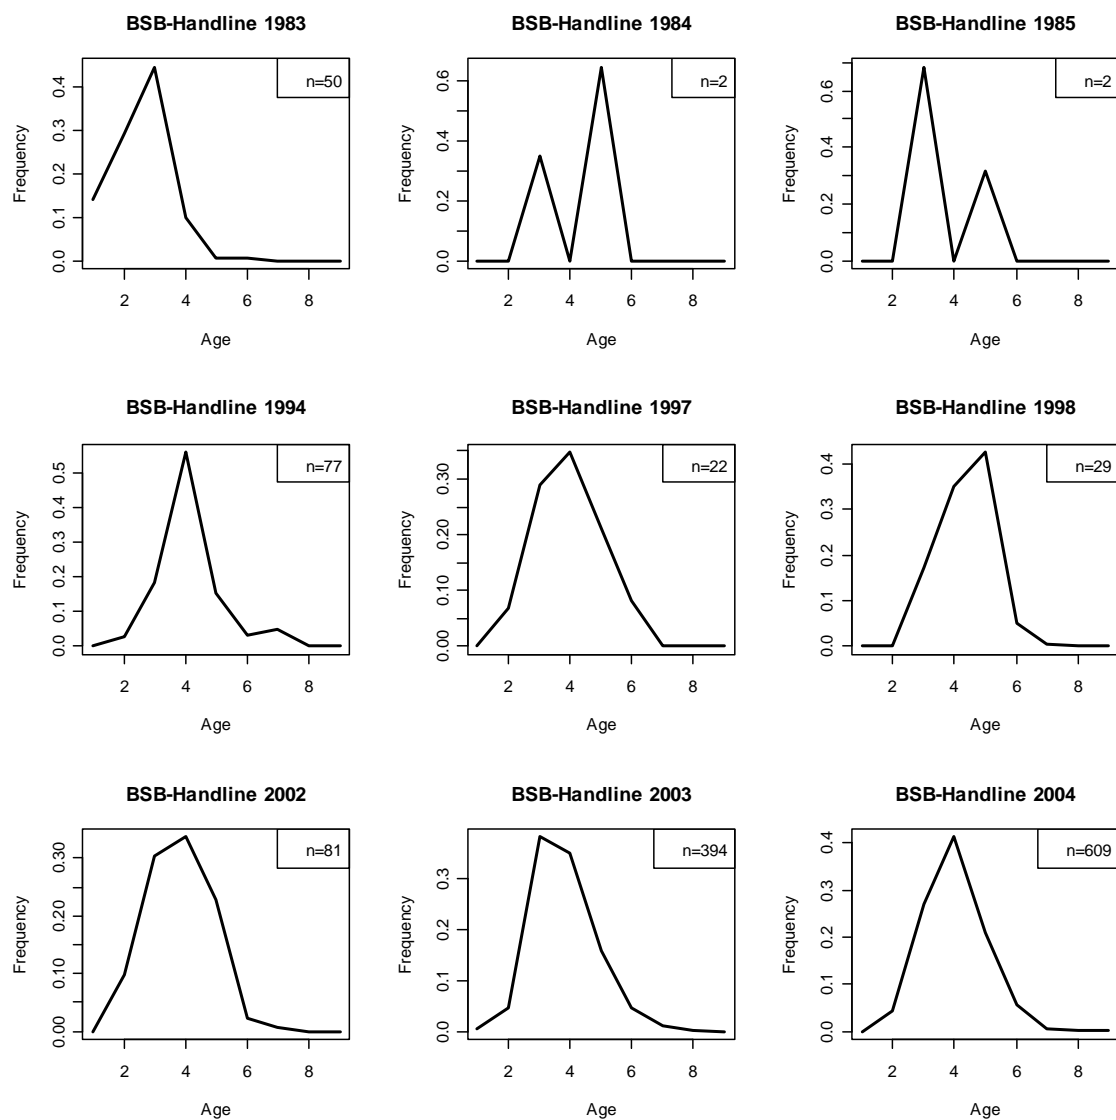 BSB-Handline 1983
n=50
Frequency
0.0 0.1 0.2 0.3 0.4
2 4 6 8
Age
BSB-Handline 1984
n=2
Frequency
0.0 0.2 0.4 0.6
2 4 6 8
Age
BSB-Handline 1985
n=2
Frequency
0.0 0.2 0.4 0.6
2 4 6 8
Age
BSB-Handline 1994
n=77
Frequency
0.0 0.1 0.2 0.3 0.4 0.5
2 4 6 8
Age
BSB-Handline 1997
n=22
Frequency
0.00 0.10 0.20 0.30
2 4 6 8
Age
BSB-Handline 1998
n=29
Frequency
0.0 0.1 0.2 0.3 0.4
2 4 6 8
Age
BSB-Handline 2002
n=81
Frequency
0.00 0.10 0.20 0.30
2 4 6 8
Age
BSB-Handline 2003
n=394
Frequency
0.0 0.1 0.2 0.3
2 4 6 8
Age
BSB-Handline 2004
n=609
Frequency
0.0 0.1 0.2 0.3 0.4
2 4 6 8
Age